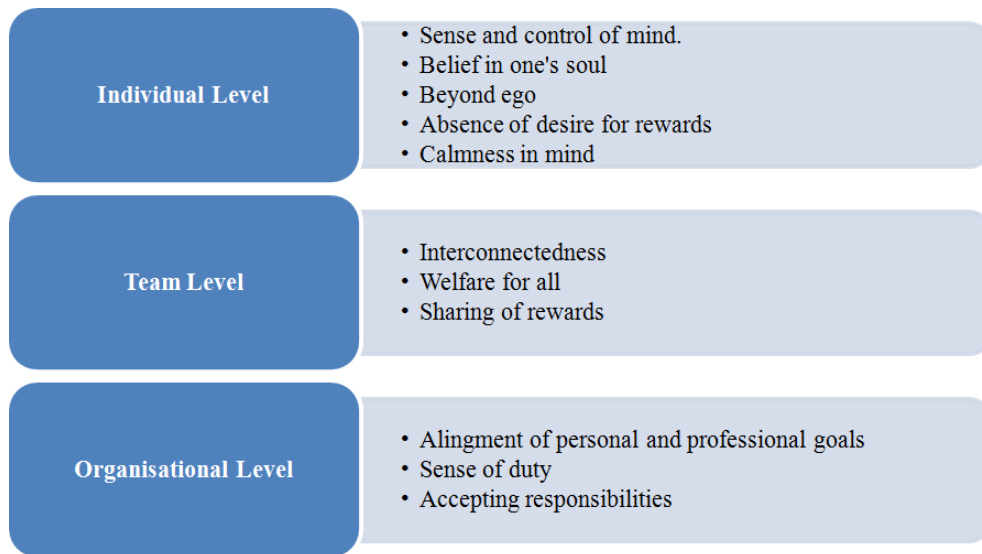 Individual Level
• Sense and control of mind.
• Belief in one's soul
• Beyond ego
• Absence of desire for rewards
• Calmness in mind
Team Level
• Interconnectedness
• Welfare for all
• Sharing of rewards
Organisational Level
• Alingment of personal and professional goals
• Sense of duty
• Accepting responsibilities